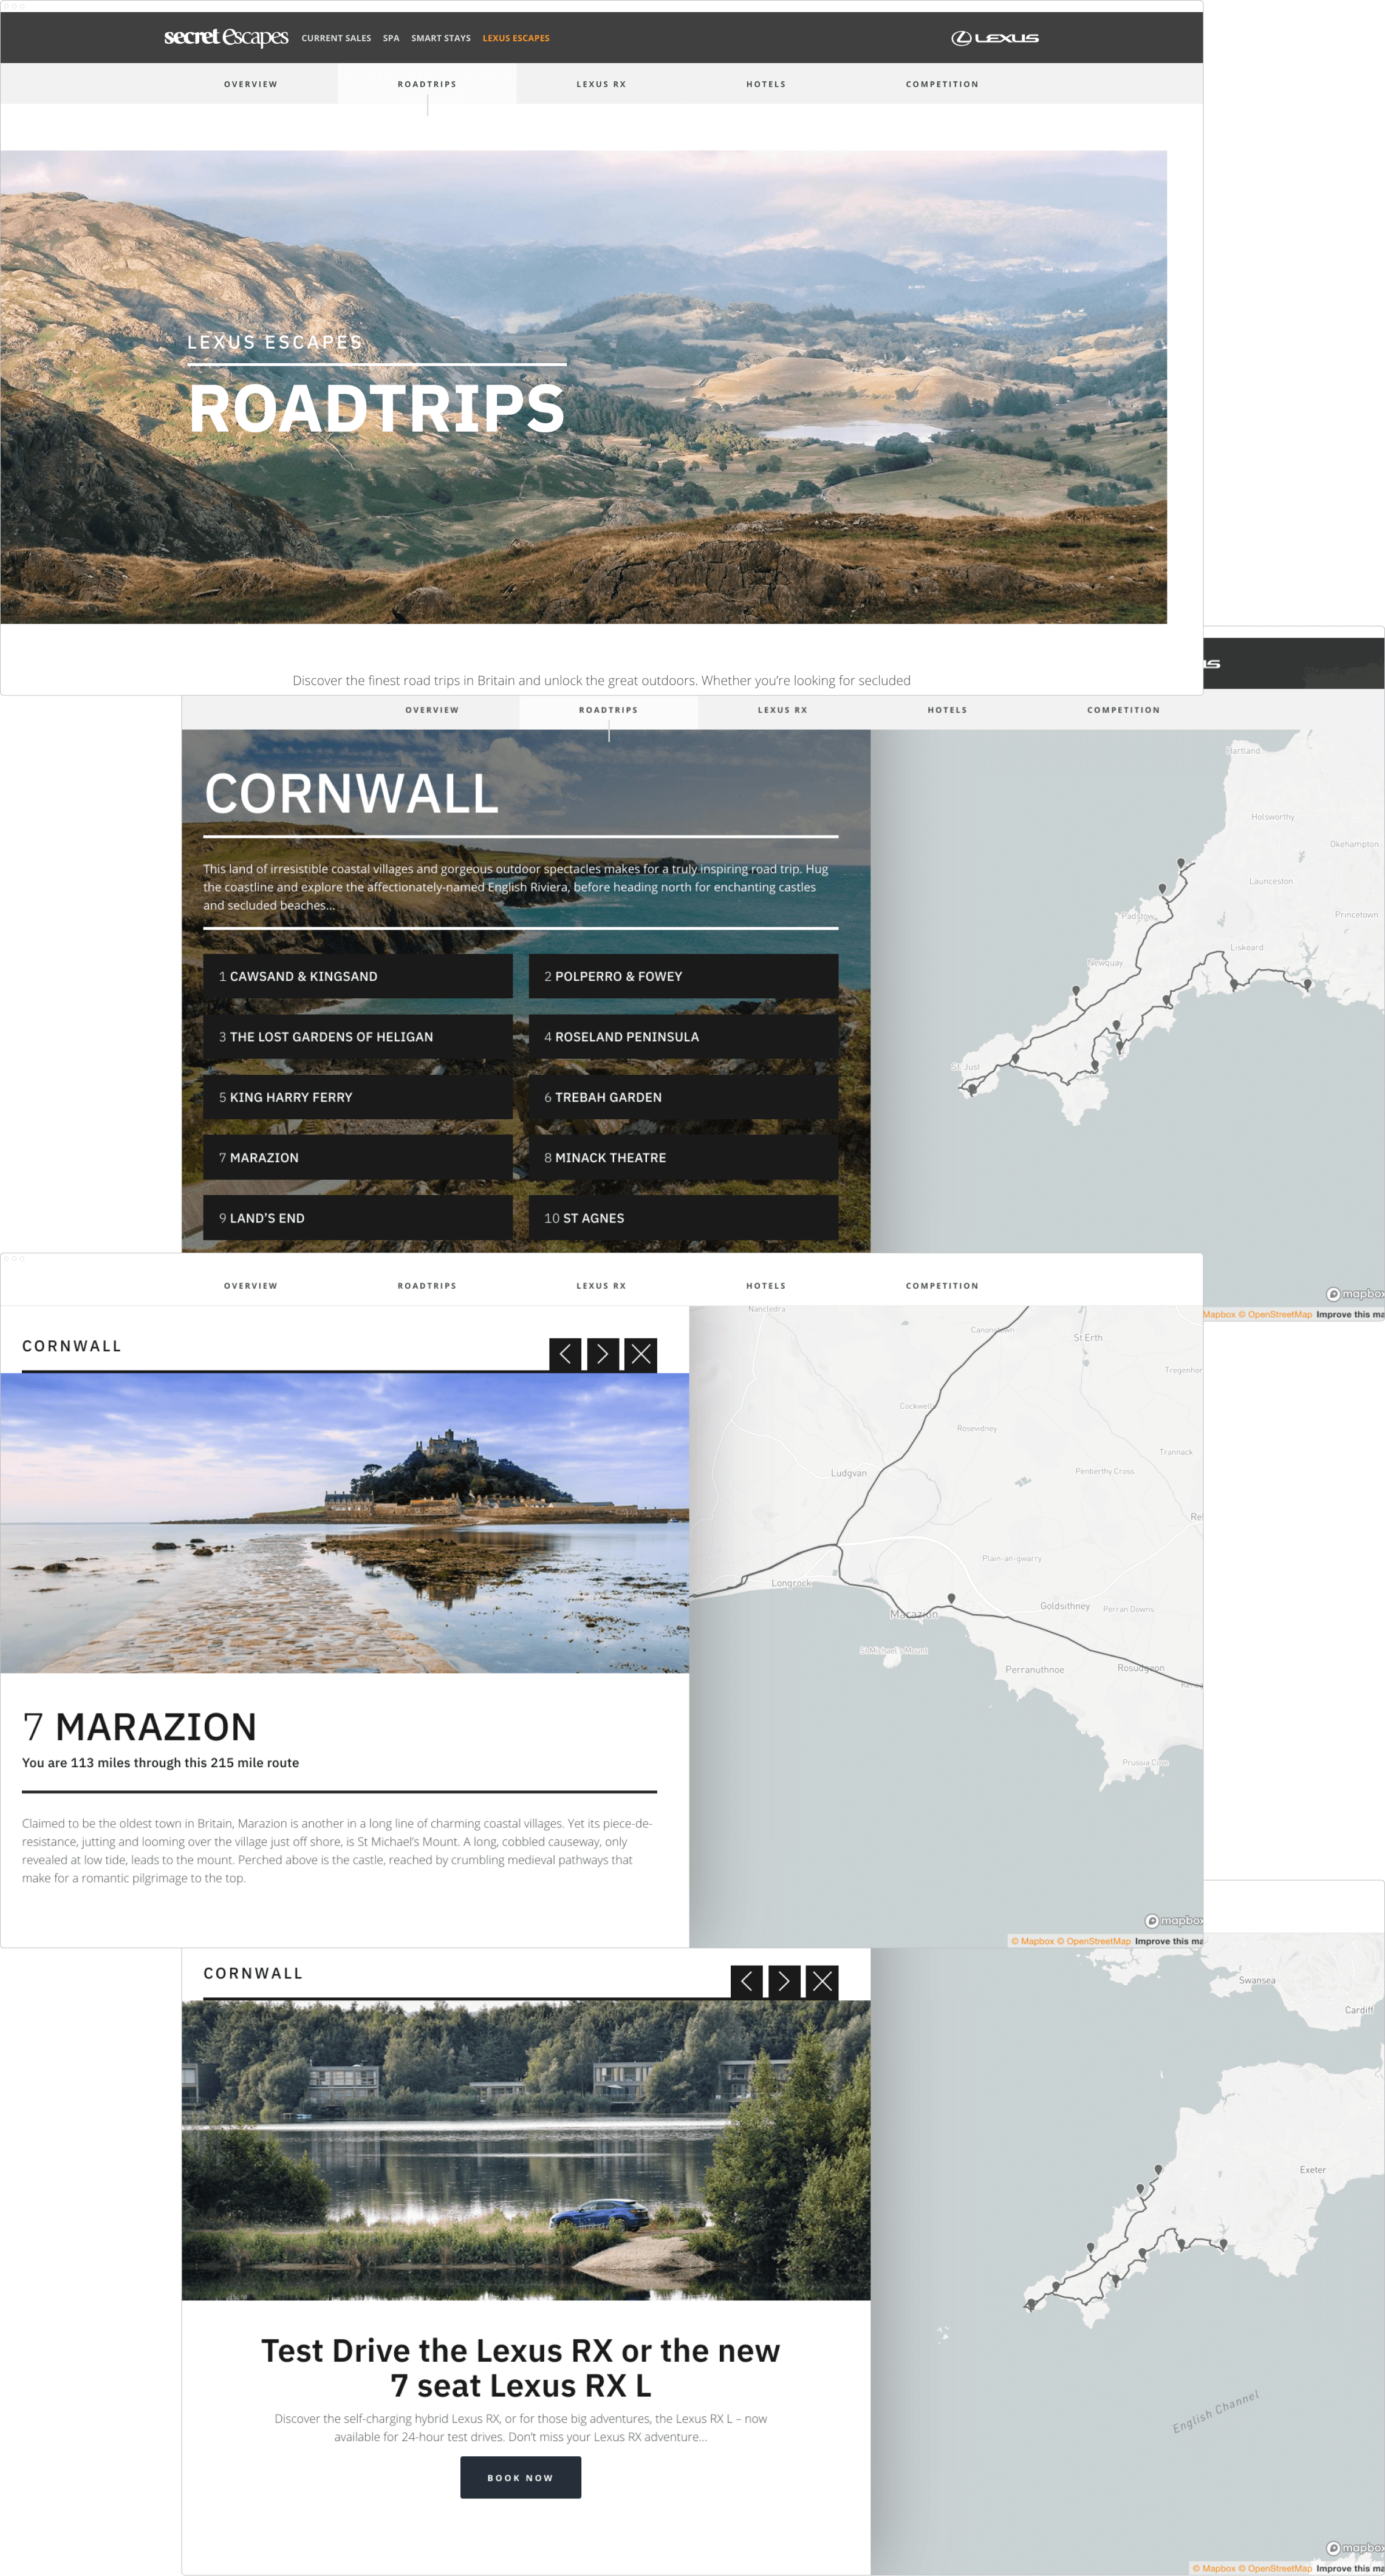 secret Escapes CURRENT SALES SPA SMART STAYS LEXUS ESCAPES LEXUS
OVERVIEW ROADTRIPS LEXUS RX HOTELS COMPETITION
LEXUS ESCAPES
ROADTRIPS
Discover the finest road trips in Britain and unlock the great outdoors. Whether you're looking for secluded
OVERVIEW ROADTRIPS LEXUS RX HOTELS COMPETITION
CORNWALL
This land of irresistible coastal villages and gorgeous outdoor spectacles makes for a truly inspiring road trip. Hug
the coastline and explore the affectionately-named English Riviera, before heading north for enchanting castles
and secluded beaches...
1 CAWSAND & KINGSAND
2 POLPERRO & FOWEY
3 THE LOST GARDENS OF HELIGAN
4 ROSELAND PENINSULA
5 KING HARRY FERRY
6 TREBAH GARDEN
7 MARAZION
8 MINACK THEATRE
9 LAND'S END
10 ST AGNES
Hartland
Holsworthy
Okehampton
Launceston
Princetown
Padstow
Liskeard
Newquay
St Just
mapbox
Mapbox © OpenStreetMap Improve this ma
OVERVIEW ROADTRIPS LEXUS RX HOTELS COMPETITION
CORNWALL
7 MARAZION
You are 113 miles through this 215 mile route
Claimed to be the oldest town in Britain, Marazion is another in a long line of charming coastal villages. Yet its piece-de-
resistance, jutting and looming over the village just off shore, is St Michael's Mount. A long, cobbled causeway, only
revealed at low tide, leads to the mount. Perched above is the castle, reached by crumbling medieval pathways that
make for a romantic pilgrimage to the top.
Nancledra
Canonstown
St Erth
Tregenhor
Cockwells
Rosevidney
Trannack
Ludgvan
Penberthy Cross
Plain-an-gwarry
Longrock
Goldsithney
Perran Downs
Marazion
St Michael's Mount
Perranuthnoe
Rosudgeon
Prussia Cove
mapbox
© Mapbox © OpenStreetMap Improve this ma
CORNWALL
Test Drive the Lexus RX or the new
7 seat Lexus RX L
Discover the self-charging hybrid Lexus RX, or for those big adventures, the Lexus RX L – now
available for 24-hour test drives. Don't miss your Lexus RX adventure...
BOOK NOW
Swansea
Cardiff
Exeter
English Channel
mapbox
© Mapbox © OpenStreetMap Improve this ma